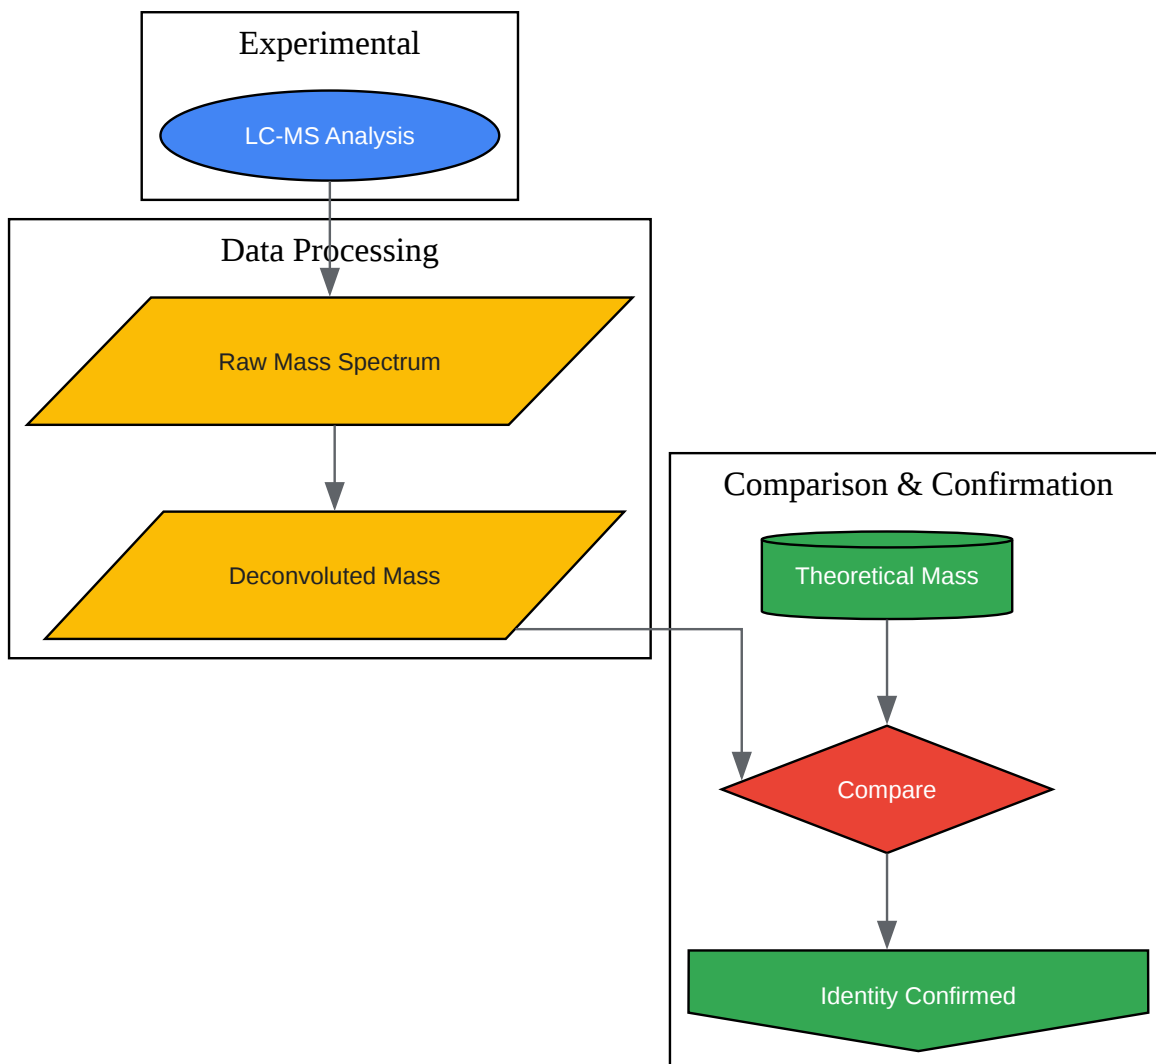 Experimental
LC-MS Analysis
Data Processing
Raw Mass Spectrum
Deconvoluted Mass
Comparison & Confirmation
Theoretical Mass
Compare
Identity Confirmed